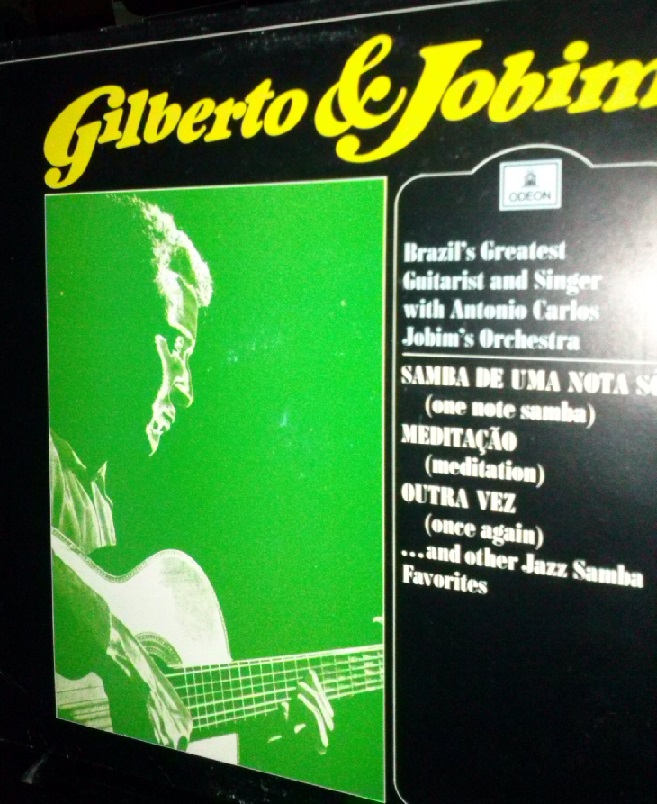 Gilberto & Jobim
ODEON
Brazil's Greatest
Guitarist and Singer
with Antonio Carlos
Jobim's Orchestra
SAMBA DE UMA NOTA SÓ
(one note samba)
MEDITAÇÃO
(meditation)
OUTRA VEZ
(once again)
...and other Jazz Samba
Favorites